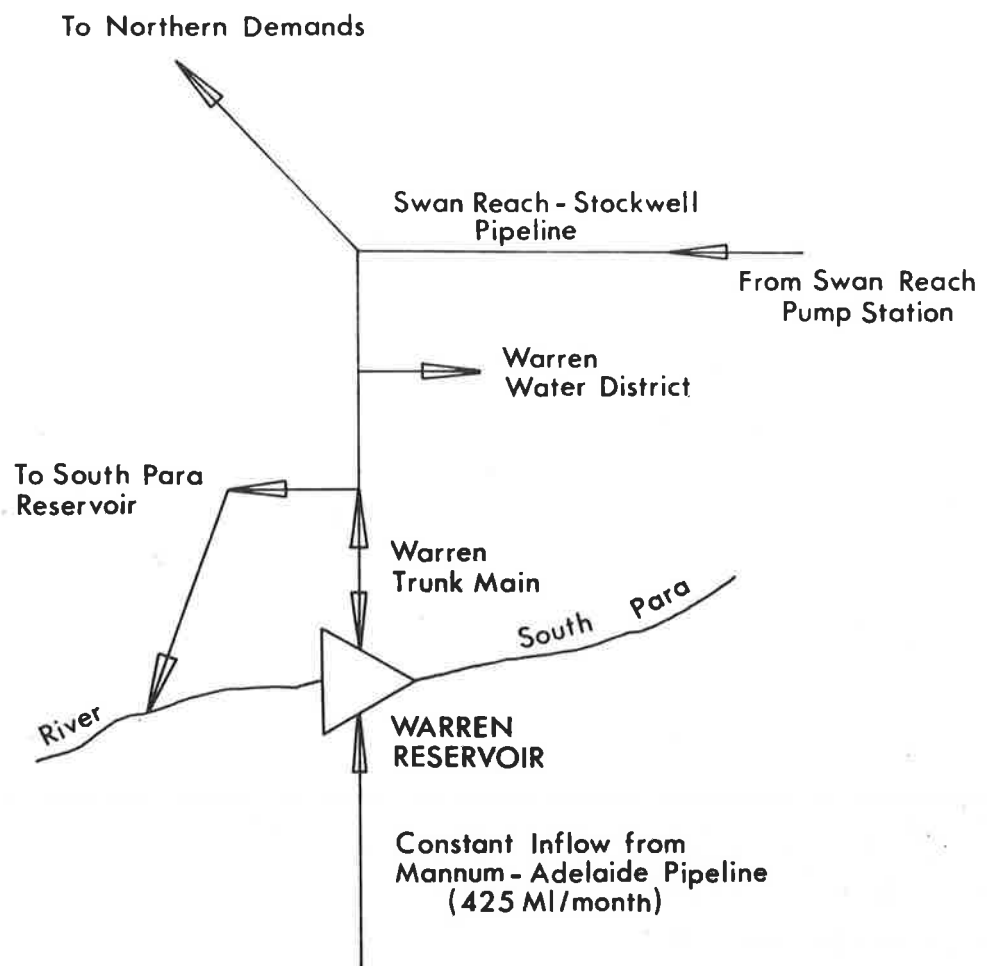 To Northern Demands
Swan Reach - Stockwell
Pipeline
From Swan Reach
Pump Station
Warren
Water District
To South Para
Reservoir
Warren
Trunk Main
South Para
River
WARREN
RESERVOIR
Constant Inflow from
Mannum - Adelaide Pipeline
(425 Ml/month)